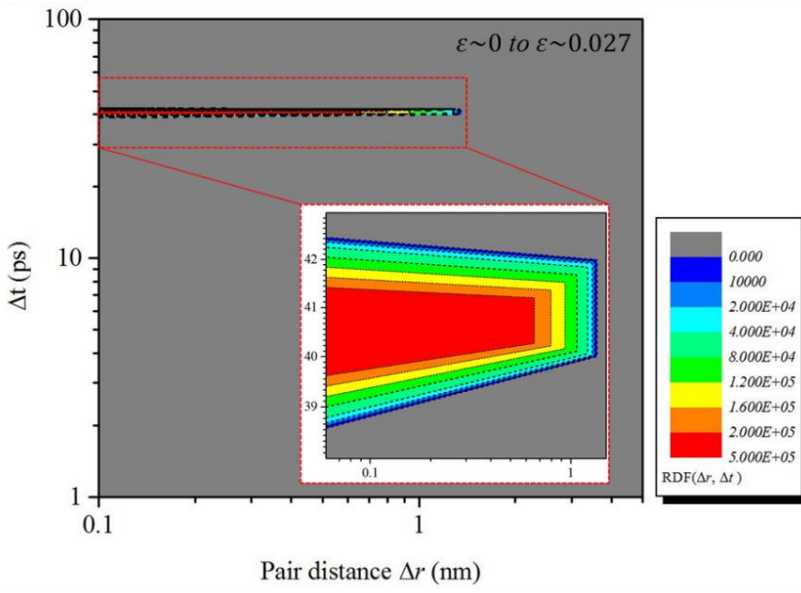 100
ε~0 to ε~0.027
10
1
Δt (ps)
0.1
1
Pair distance Δr (nm)
42
41
40
39
0.1
1
0.000
10000
2.000E+04
4.000E+04
8.000E+04
1.200E+05
1.600E+05
2.000E+05
5.000E+05
RDF(Δr, Δt )